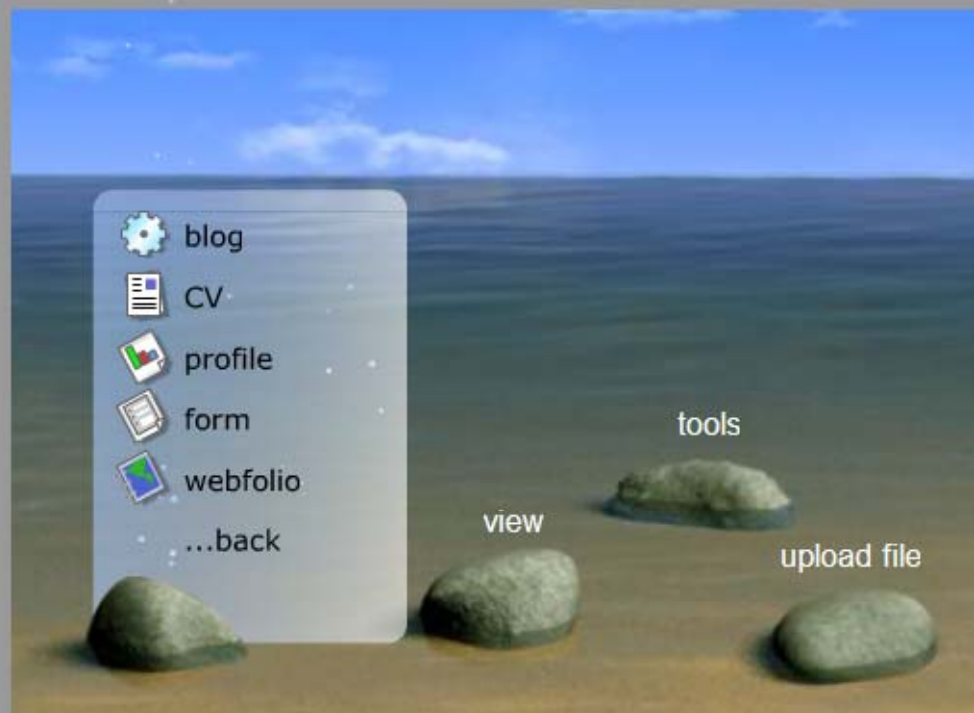 blog
CV
profile
form
webfolio
...back
view
tools
upload file